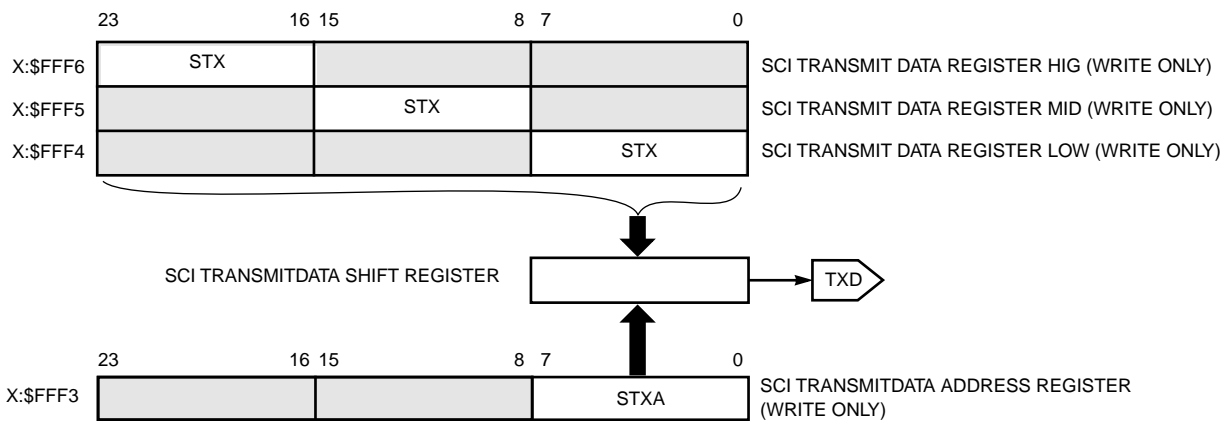 23 16 15 8 7 0
X:$FFF6 STX SCI TRANSMIT DATA REGISTER HIG (WRITE ONLY)
X:$FFF5 STX SCI TRANSMIT DATA REGISTER MID (WRITE ONLY)
X:$FFF4 STX SCI TRANSMIT DATA REGISTER LOW (WRITE ONLY)
SCI TRANSMITDATA SHIFT REGISTER TXD
23 16 15 8 7 0
X:$FFF3 STXA SCI TRANSMITDATA ADDRESS REGISTER
(WRITE ONLY)